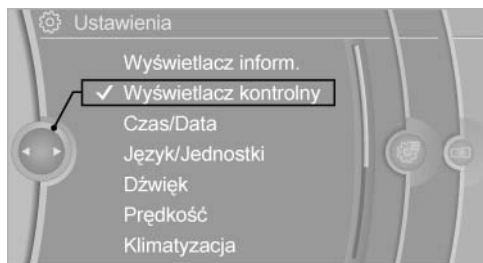 Ustawienia
Wyświetlacz inform.
Wyświetlacz kontrolny
Czas/Data
Język/Jednostki
Dźwięk
Prędkość
Klimatyzacja